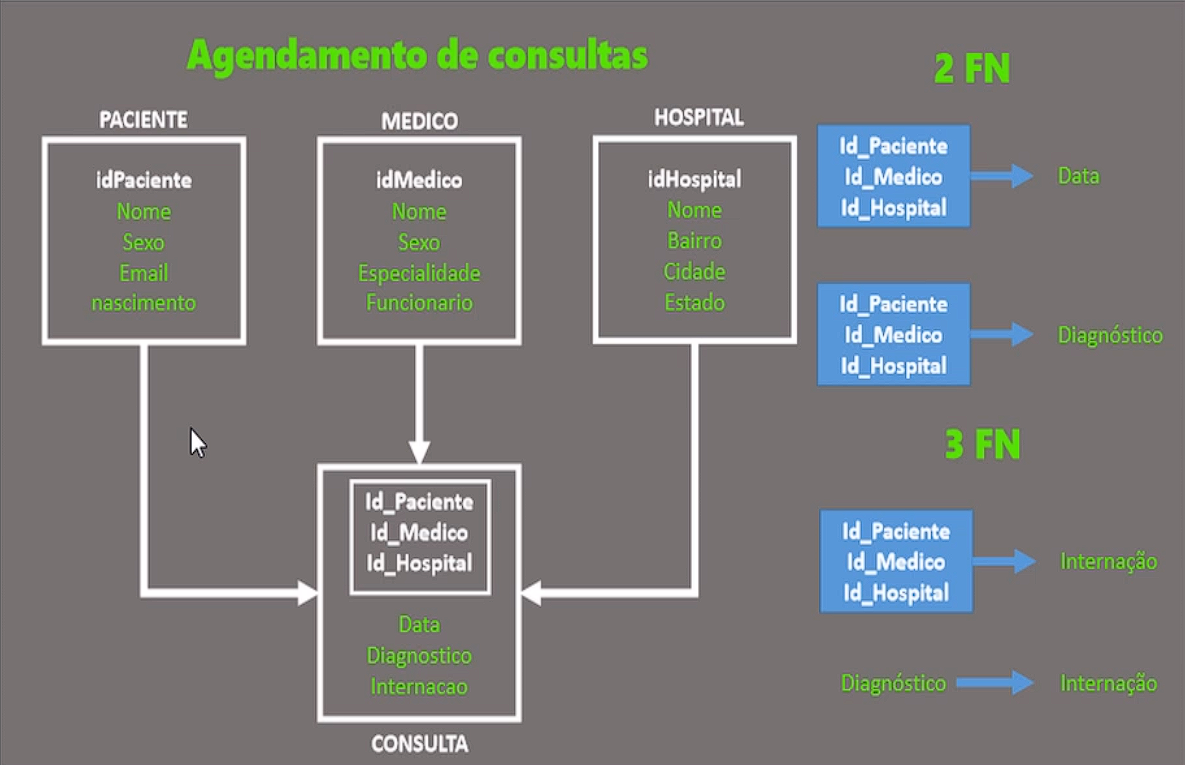 Agendamento de consultas
PACIENTE
idPaciente
Nome
Sexo
Email
nascimento
MEDICO
idMedico
Nome
Sexo
Especialidade
Funcionario
HOSPITAL
idHospital
Nome
Bairro
Cidade
Estado
Id_Paciente
Id_Medico
Id_Hospital
Data
Diagnostico
Internacao
CONSULTA
2 FN
Id_Paciente
Id_Medico
Id_Hospital
Data
Id_Paciente
Id_Medico
Id_Hospital
Diagnóstico
3 FN
Id_Paciente
Id_Medico
Id_Hospital
Internação
Diagnóstico
Internação